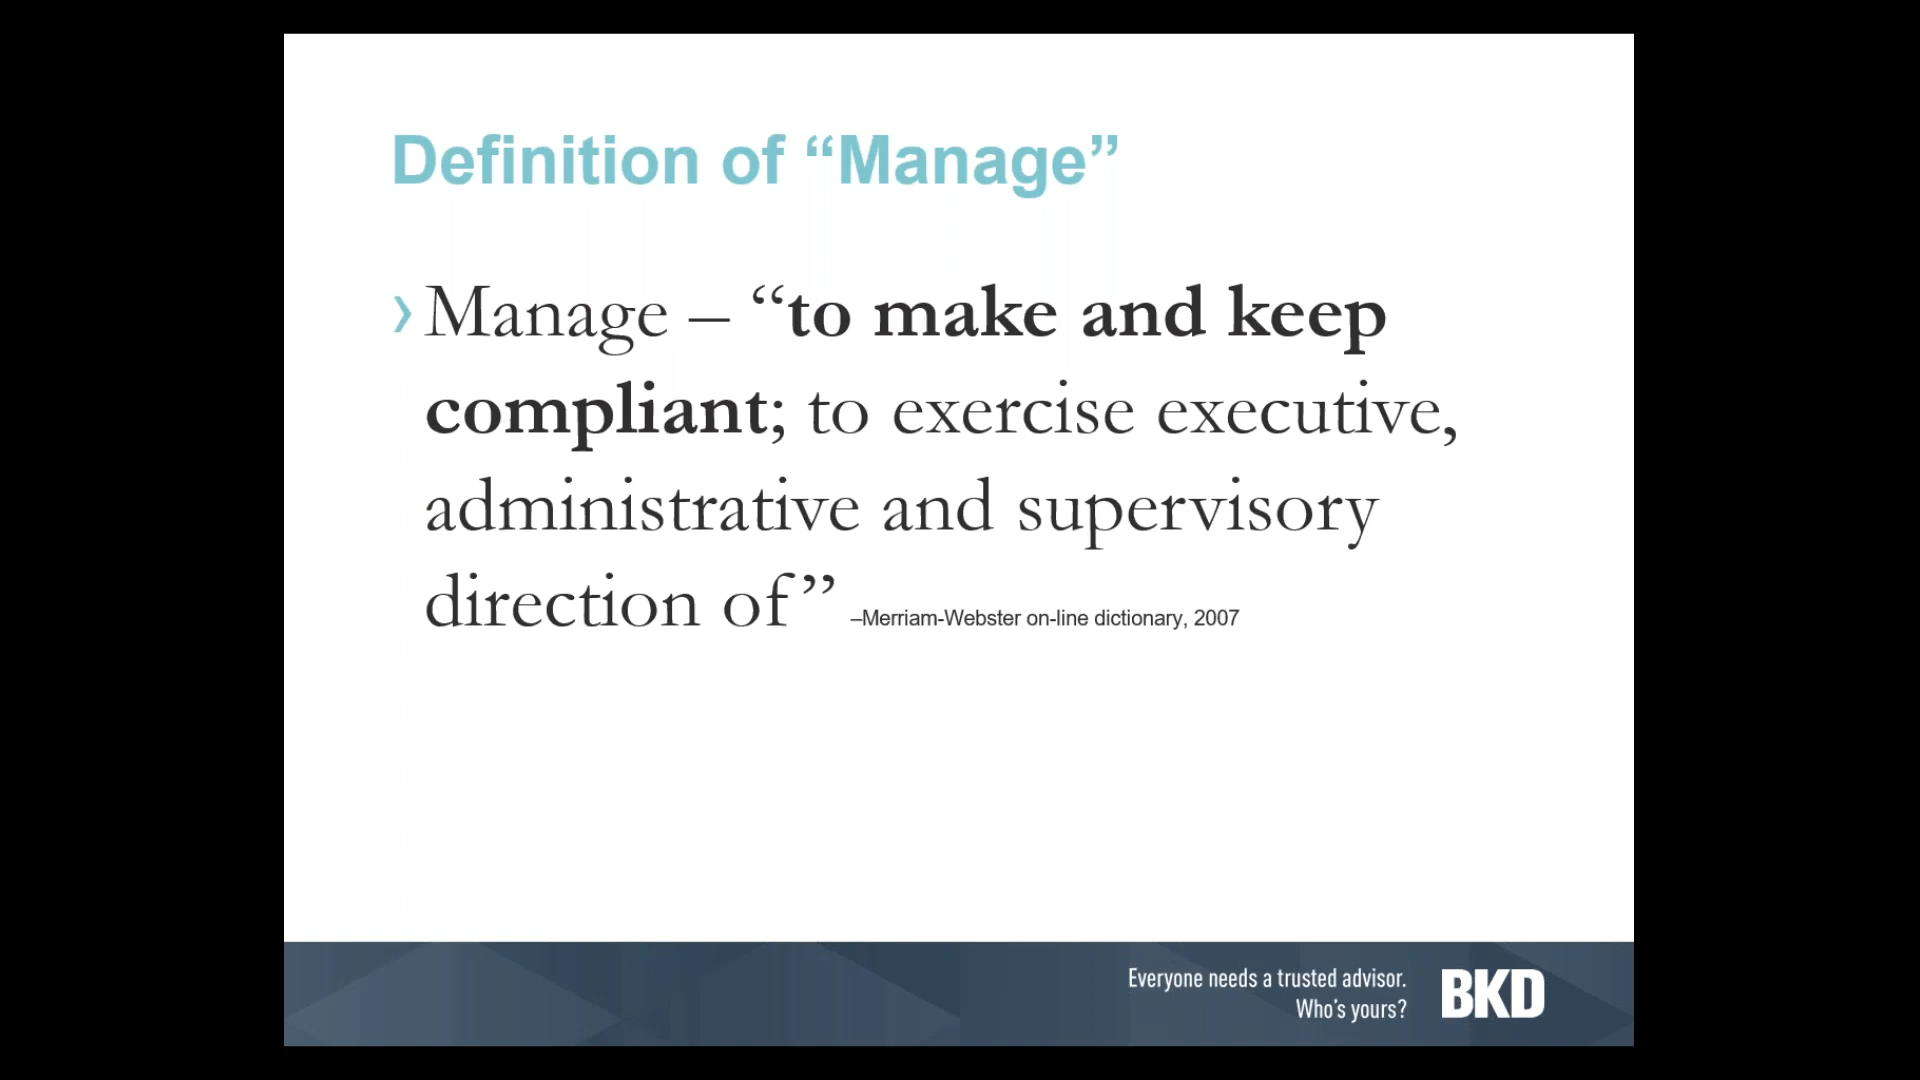 Definition of “Manage”
› Manage – “to make and keep
compliant; to exercise executive,
administrative and supervisory
direction of” –Merriam-Webster on-line dictionary, 2007
Everyone needs a trusted advisor.
Who's yours?
BKD